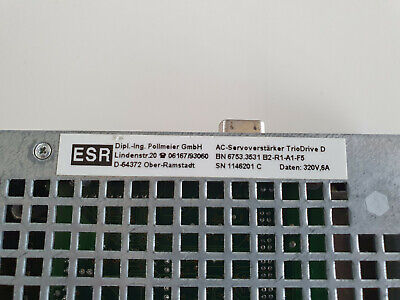 ESR
Dipl.-Ing. Pollmeier GmbH
Lindenstr.20 ☎ 06167/93060
D-64372 Ober-Ramstadt
AC-Servoverstärker TrioDrive D
BN 6753.3531 B2-R1-A1-F5
SN 1146201 C Daten: 320V,6A